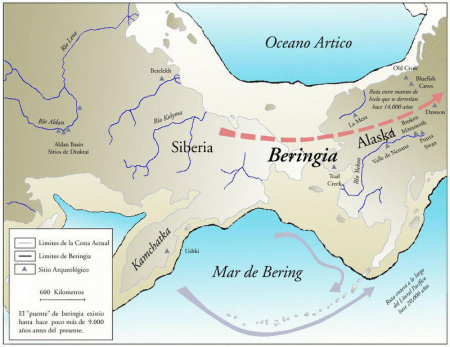 Oceano Artico
Río Lena
Berelekh
Old Crow
Bluefish
Caves
Ruta entre mantos de
hielo que se derretían
hace 14,000 años
Dawson
Río Aldan
Río Kolyma
La Mesa
Alaska
Broken
Mammoth
Aldan Basin
Sitios de Diuktai
Siberia
Beringia
Valle de Nenana
Swan
Point
Trail
Creek
Río Yukon
Limites de la Costa Actual
Limites de Beringia
Sitio Arqueológico
600 Kilometros
El "puente" de beringia existio
hasta hace poco más de 9.000
años antes del presente.
Kamchatka
Ushki
Mar de Bering
Ruta costera a lo largo
del Litoral Pacífico
hace 20,000 años